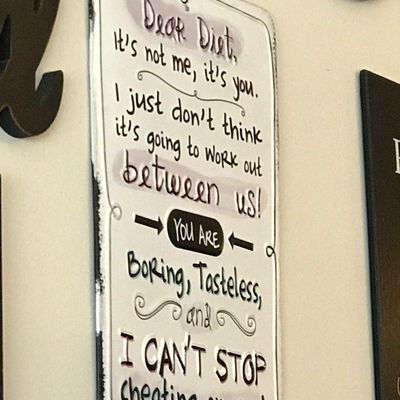 Dear Diet,
It's not me, it's you.
I just don't think
it's going to work out
between us!
YOU ARE
Boring, Tasteless,
and
I CAN'T STOP
cheating